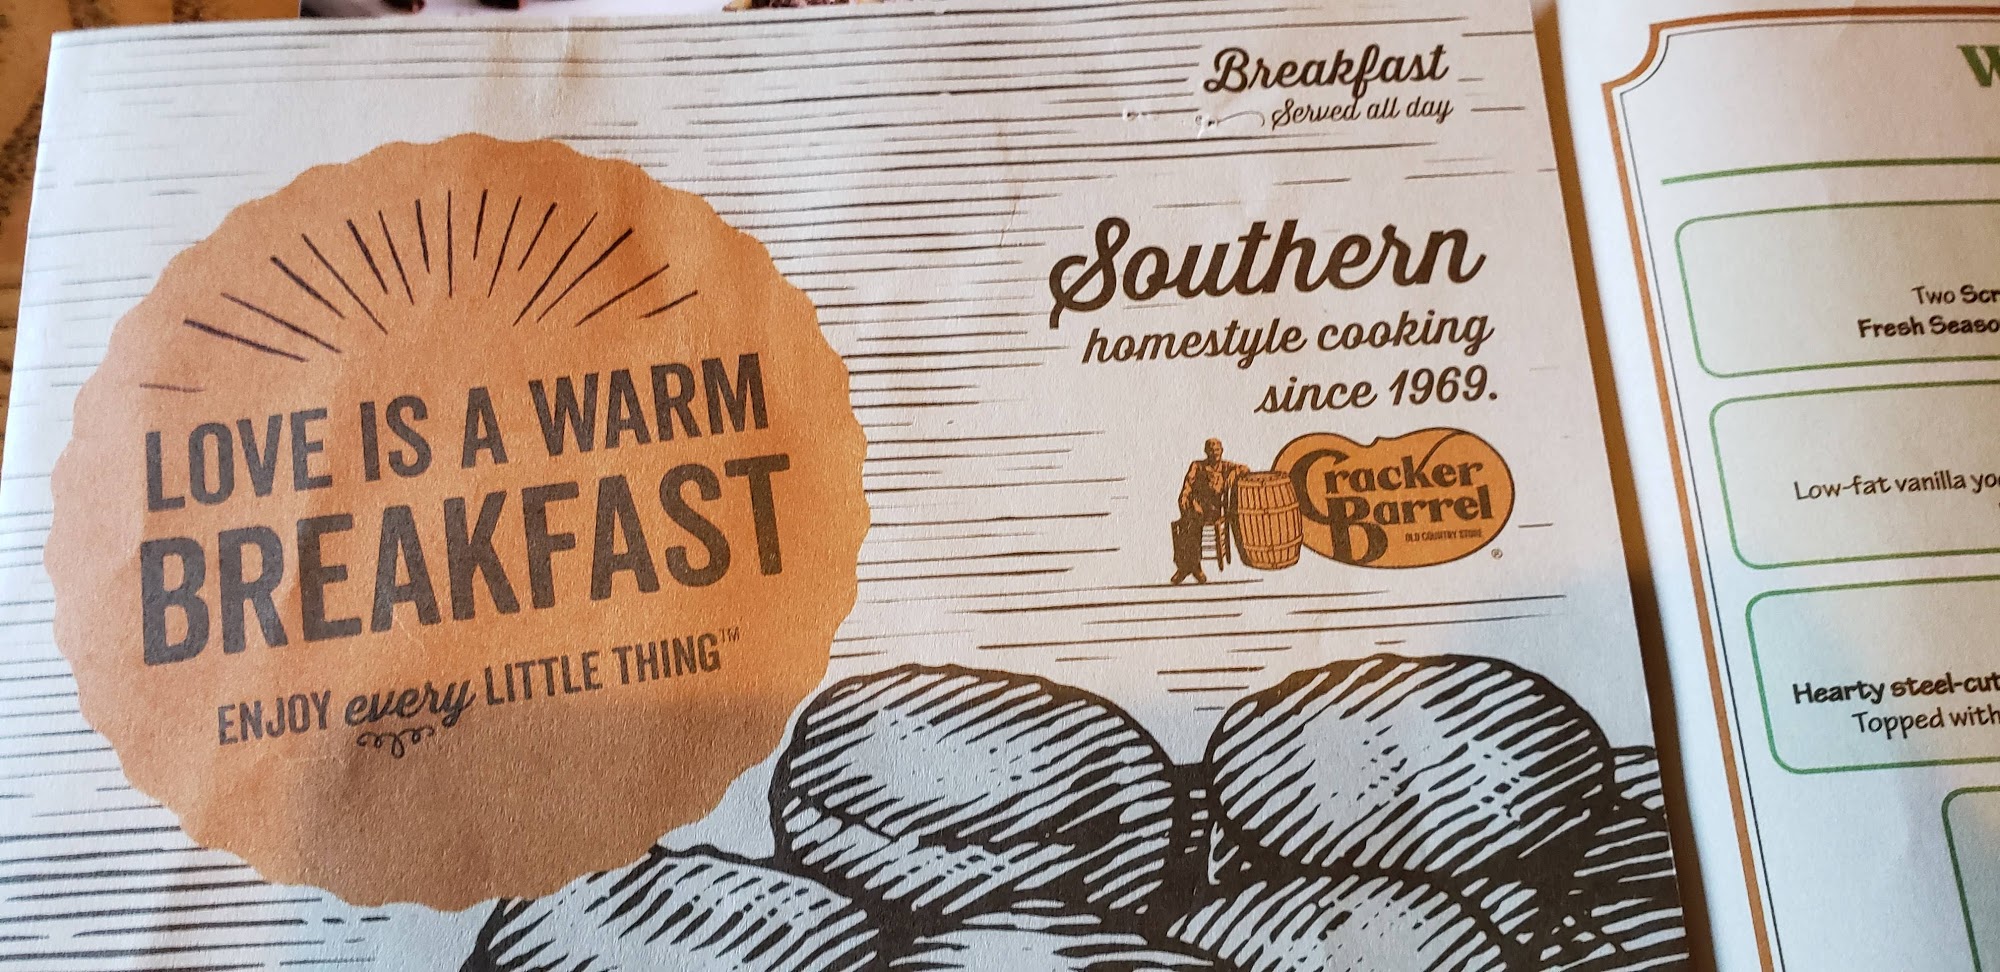 Breakfast
Served all day
LOVE IS A WARM
BREAKFAST
ENJOY every LITTLE THING™
Southern
homestyle cooking
since 1969.
Cracker
Barrel
OLD COUNTRY STORE
®
W
Two Scr
Fresh Seaso
Low-fat vanilla yo
Hearty steel-cut
Topped with